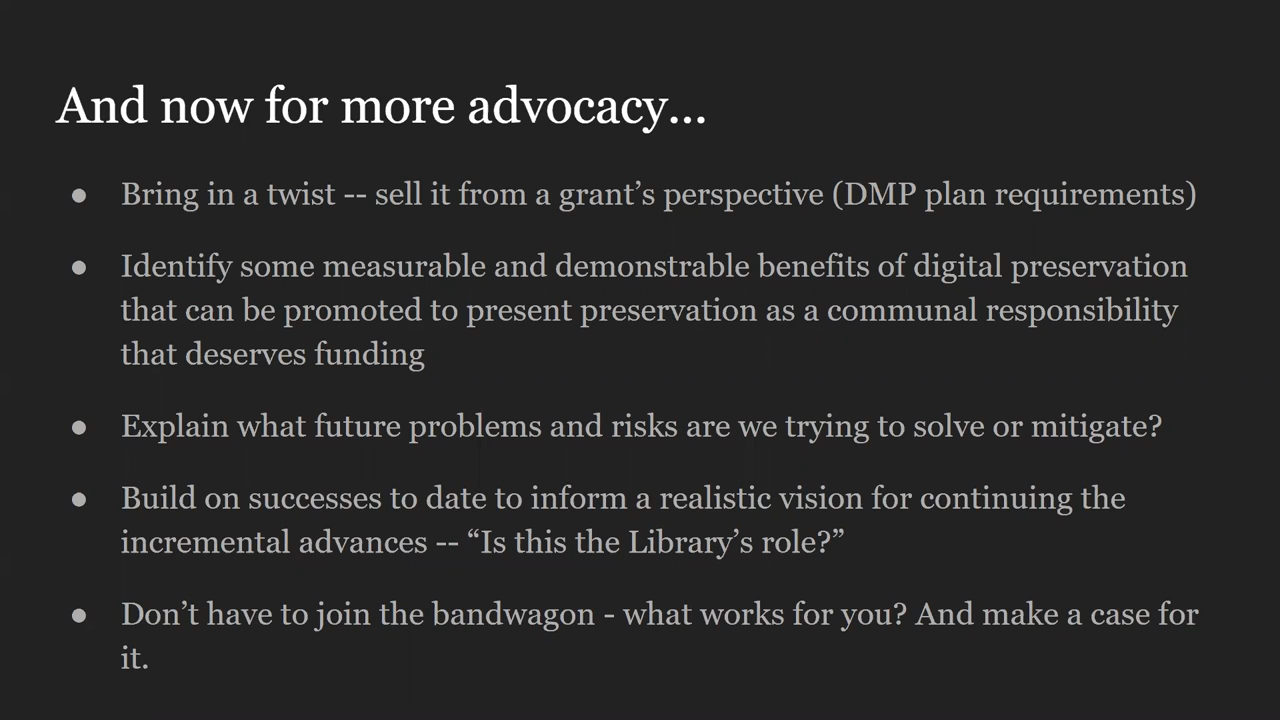 And now for more advocacy...
● Bring in a twist -- sell it from a grant’s perspective (DMP plan requirements)
● Identify some measurable and demonstrable benefits of digital preservation
that can be promoted to present preservation as a communal responsibility
that deserves funding
● Explain what future problems and risks are we trying to solve or mitigate?
● Build on successes to date to inform a realistic vision for continuing the
incremental advances -- “Is this the Library’s role?”
● Don’t have to join the bandwagon - what works for you? And make a case for
it.